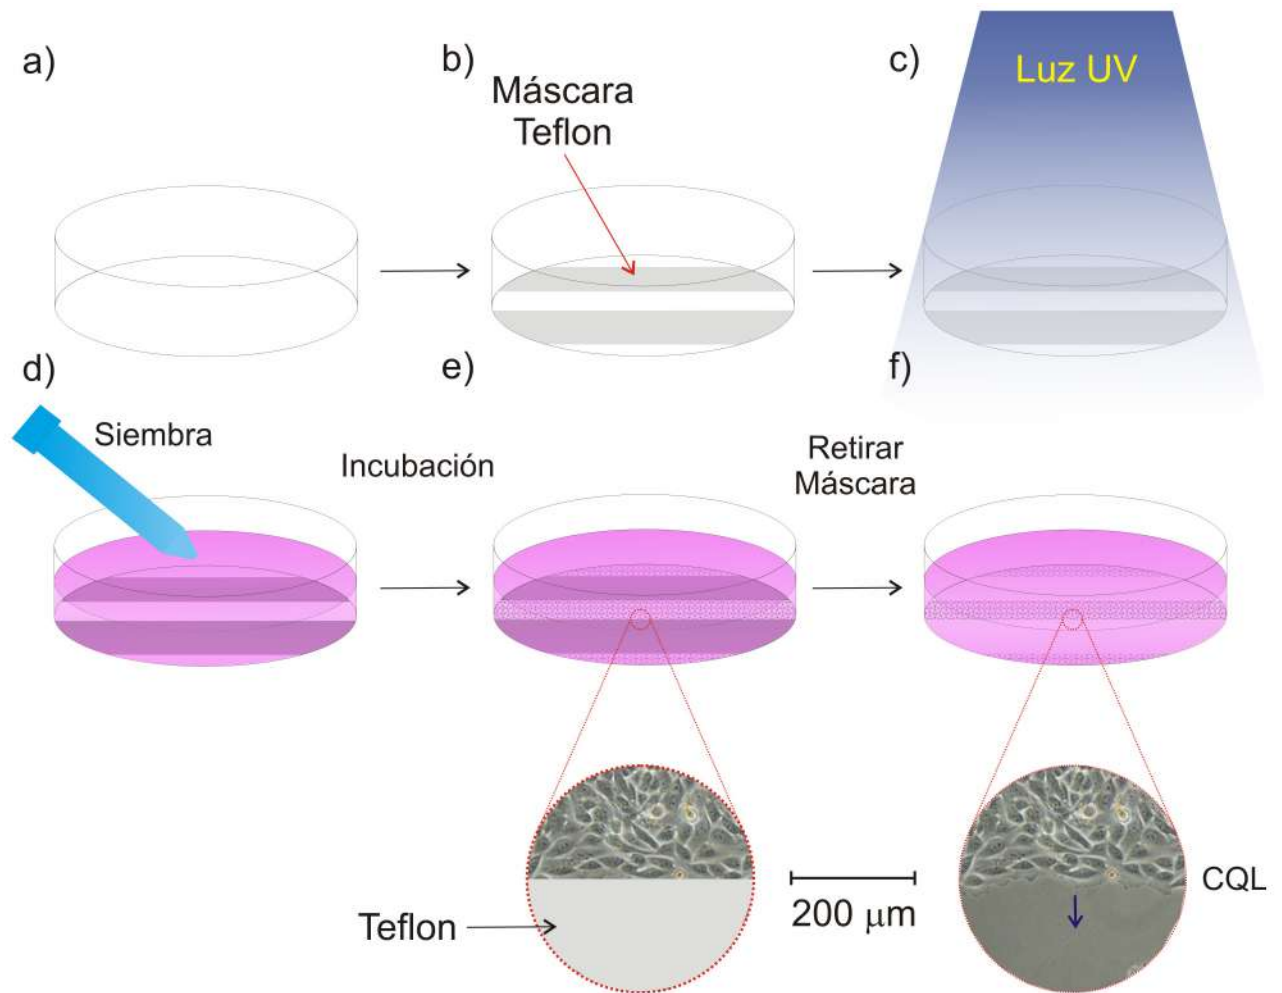 a)
b)
c)
Máscara
Teflon
Luz UV
d)
Siembra
Incubación
e)
Retirar
Máscara
f)
Teflon
200 μm
CQL